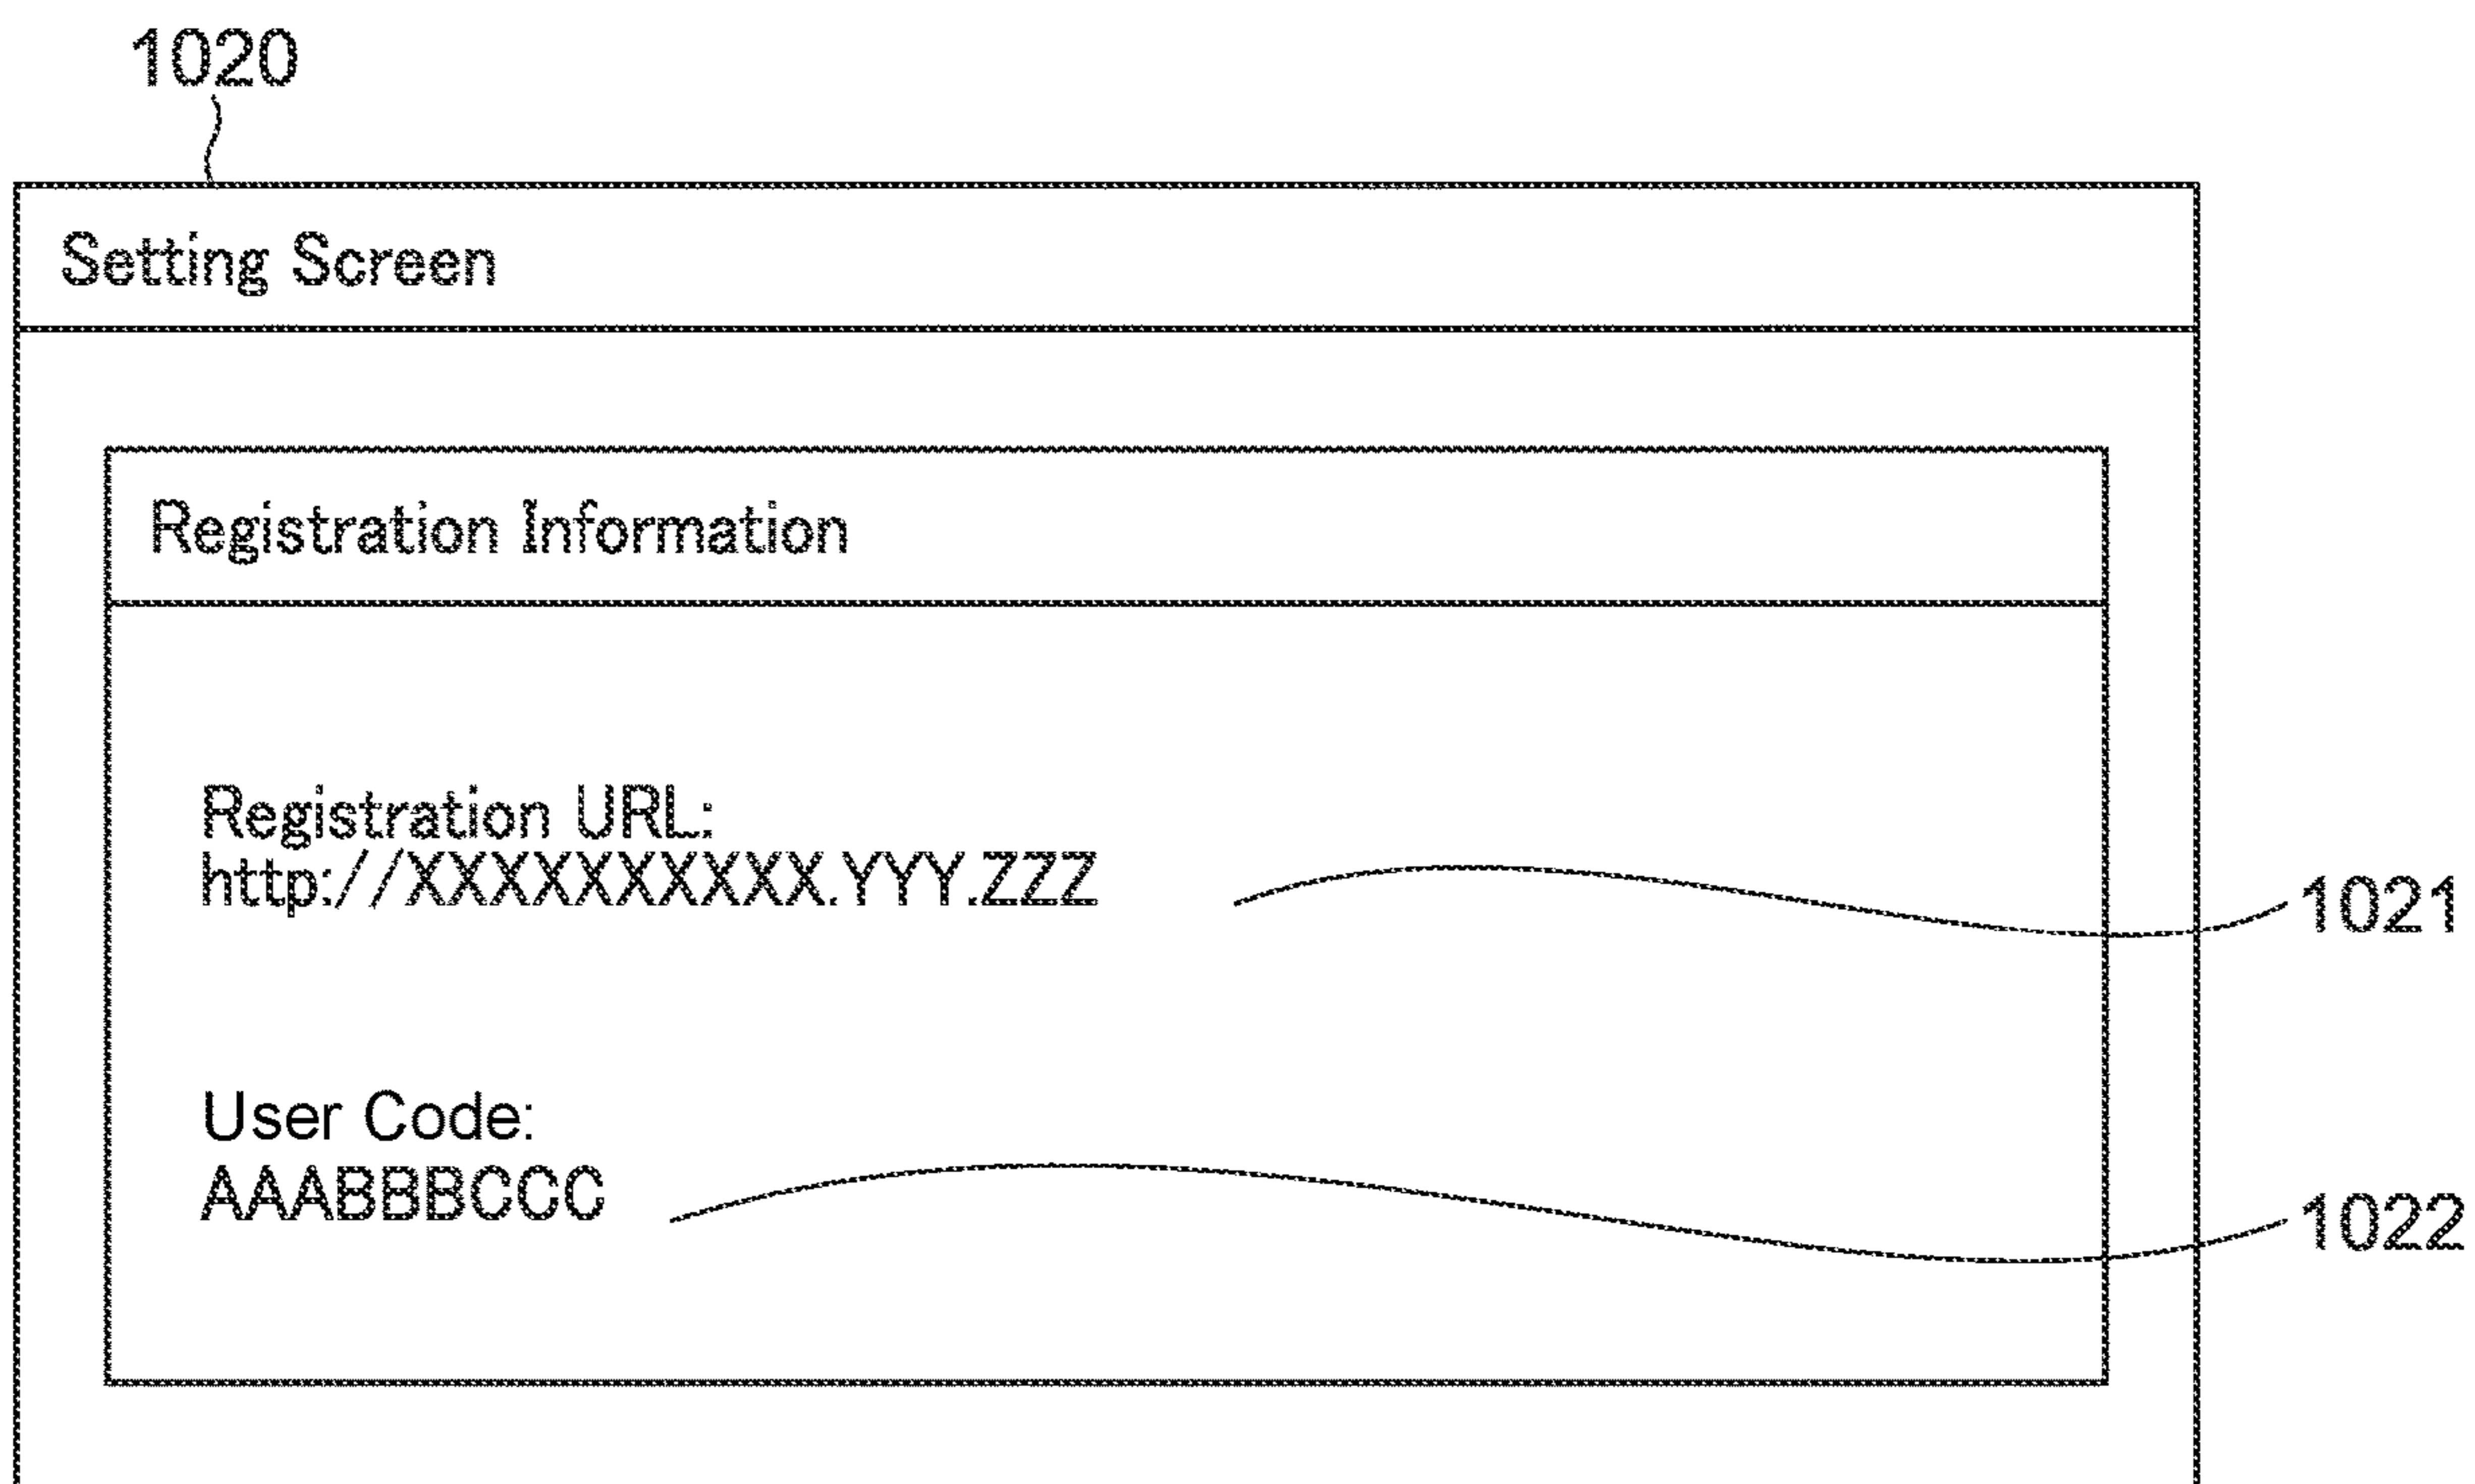 1020
Setting Screen
Registration Information
Registration URL:
http://XXXXXXXXXX.YYY.ZZZ
1021
User Code:
AAABBBCCC
1022